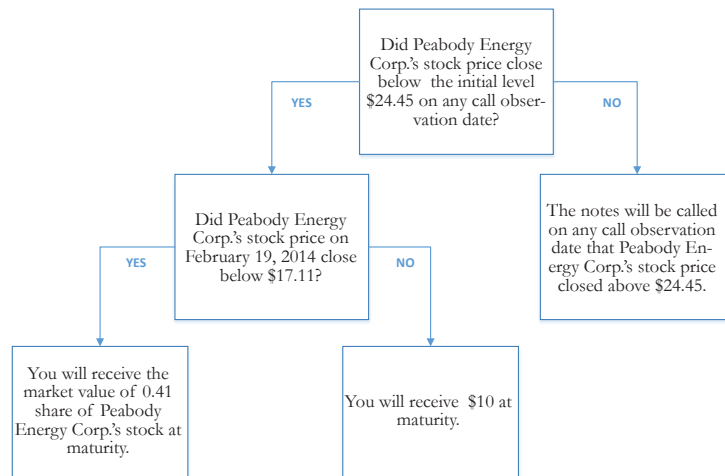 Did Peabody Energy
Corp.'s stock price close
below the initial level
$24.45 on any call obser-
vation date?
YES
NO
Did Peabody Energy
Corp.'s stock price on
February 19, 2014 close
below $17.11?
The notes will be called
on any call observation
date that Peabody En-
ergy Corp.'s stock price
closed above $24.45.
YES
NO
You will receive the
market value of 0.41
share of Peabody
Energy Corp.'s stock at
maturity.
You will receive $10 at
maturity.